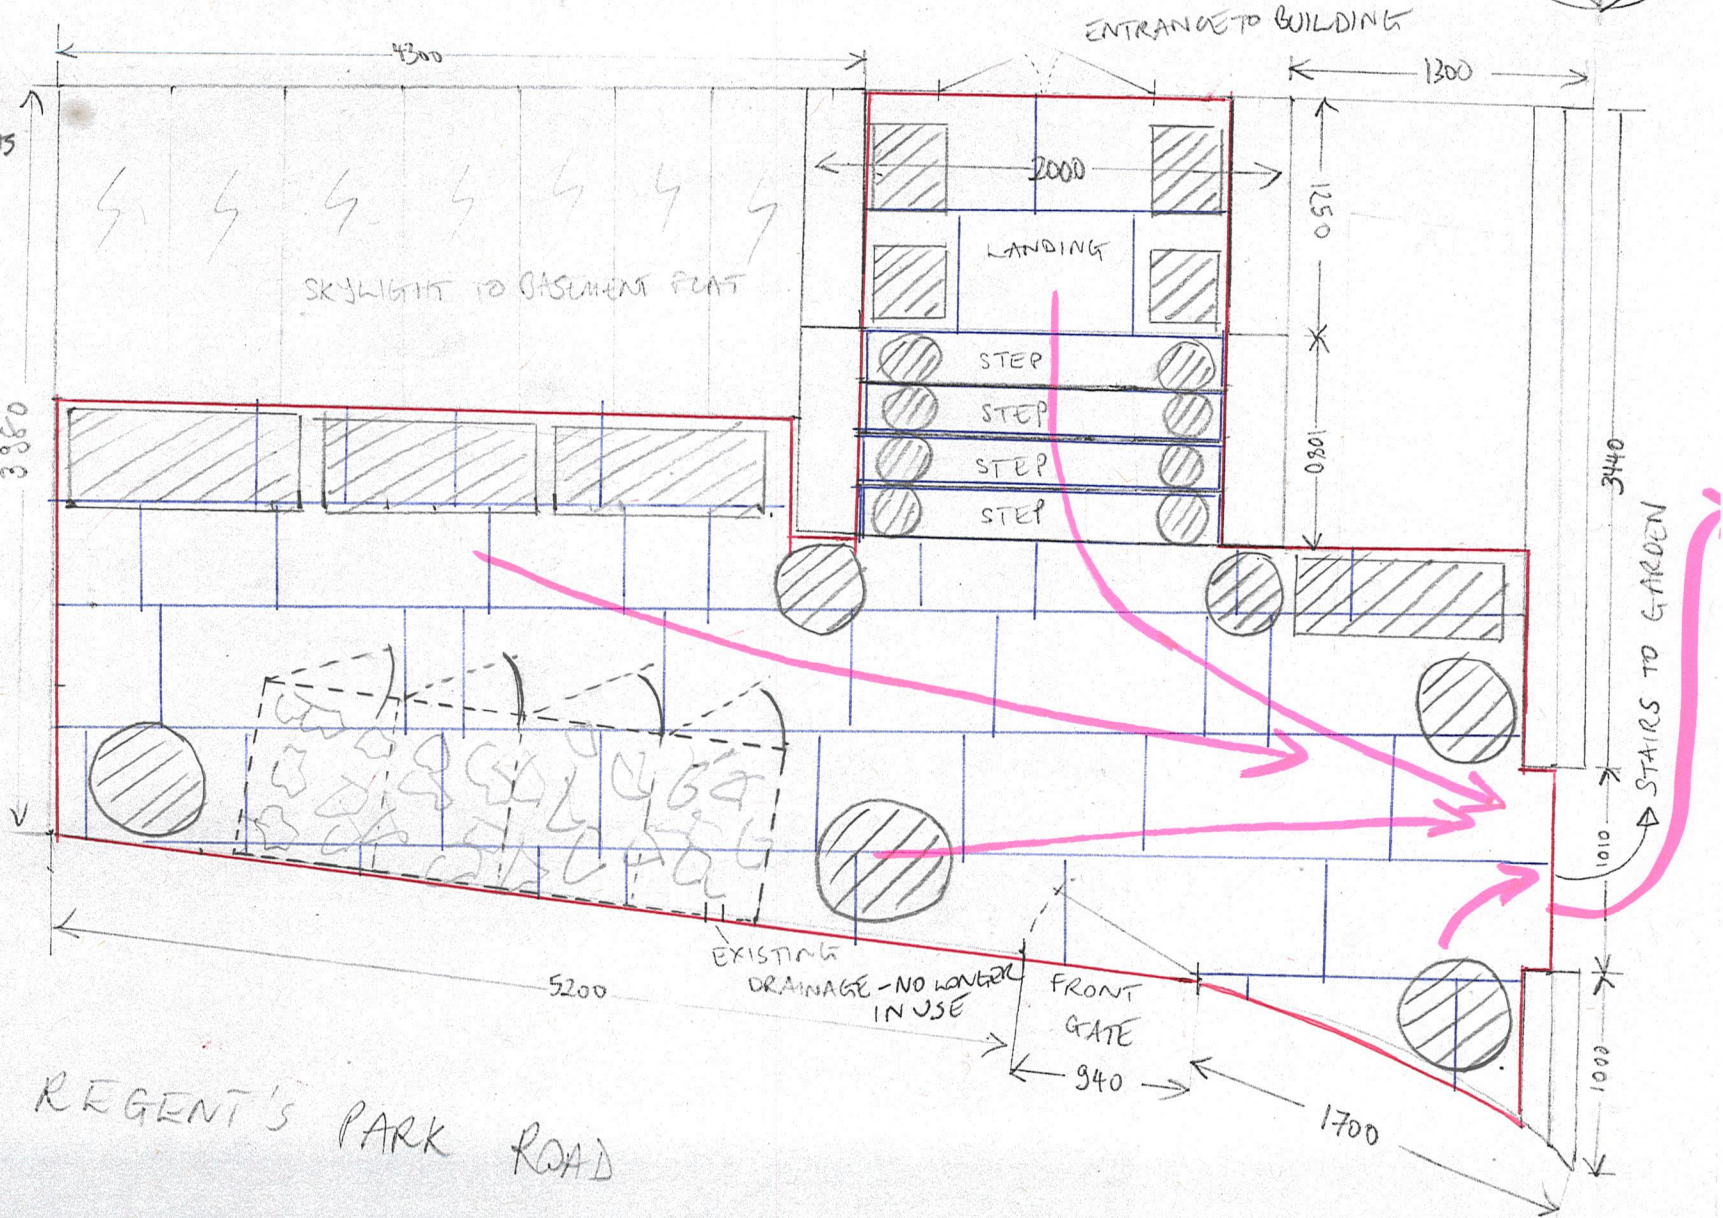 ENTRANCE TO BUILDING
4300
1300
2000
1250
LANDING
SKYLIGHT TO BASEMENT FLAT
STEP
STEP
STEP
STEP
1080
3860
3440
STAIRS TO GARDEN
1010
EXISTING
DRAINAGE - NO LONGER
IN USE
5200
FRONT
GATE
940
1000
1700
REGENT'S PARK ROAD